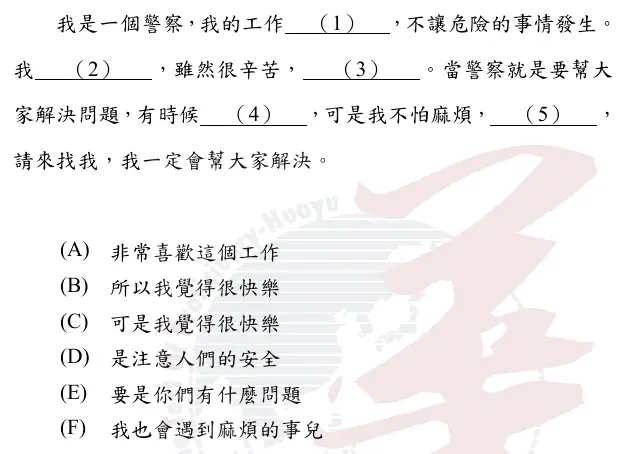 我是一個警察，我的工作（1），不讓危險的事情發生。
我（2），雖然很辛苦，（3）。當警察就是要幫大
家解決問題，有時候（4），可是我不怕麻煩，（5），
請來找我，我一定會幫大家解決。
(A) 非常喜歡這個工作
(B) 所以我覺得很快樂
(C) 可是我覺得很快樂
(D) 是注意人們的安全
(E) 要是你們有什麼問題
(F) 我也會遇到麻煩的事兒